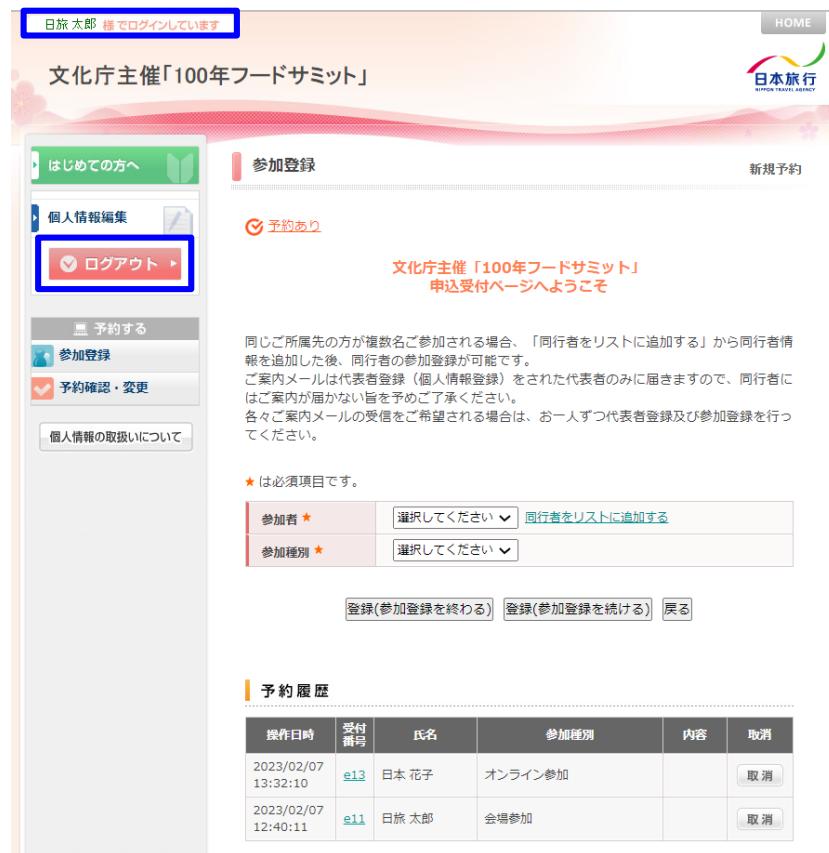 日旅 太郎 様 でログインしています
HOME
文化庁主催「100年フードサミット」
日本旅行
NIPPON TRAVEL AGENCY
はじめての方へ
個人情報編集
ログアウト
予約する
参加登録
予約確認・変更
個人情報の取扱いについて
参加登録
新規予約
予約あり
文化庁主催「100年フードサミット」
申込受付ページへようこそ
同じご所属先の方が複数名ご参加される場合、「同行者をリストに追加する」から同行者情
報を追加した後、同行者の参加登録が可能です。
ご案内メールは代表者登録（個人情報登録）をされた代表者のみに届きますので、同行者に
はご案内が届かない旨を予めご了承ください。
各々ご案内メールの受信をご希望される場合は、お一人ずつ代表者登録及び参加登録を行っ
てください。
★ は必須項目です。
参加者 ★ 選択してください 同行者をリストに追加する
参加種別 ★ 選択してください
登録(参加登録を終わる) 登録(参加登録を続ける) 戻る
予約履歴
操作日時 受付番号 氏名 参加種別 内容 取消
2023/02/07 13:32:10 e13 日本 花子 オンライン参加 取消
2023/02/07 12:40:11 e11 日旅 太郎 会場参加 取消